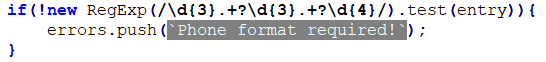 if(!new RegExp(/\d{3}.+?\d{3}.+?\d{4}/).test(entry)){
    errors.push(`Phone format required!`);
}